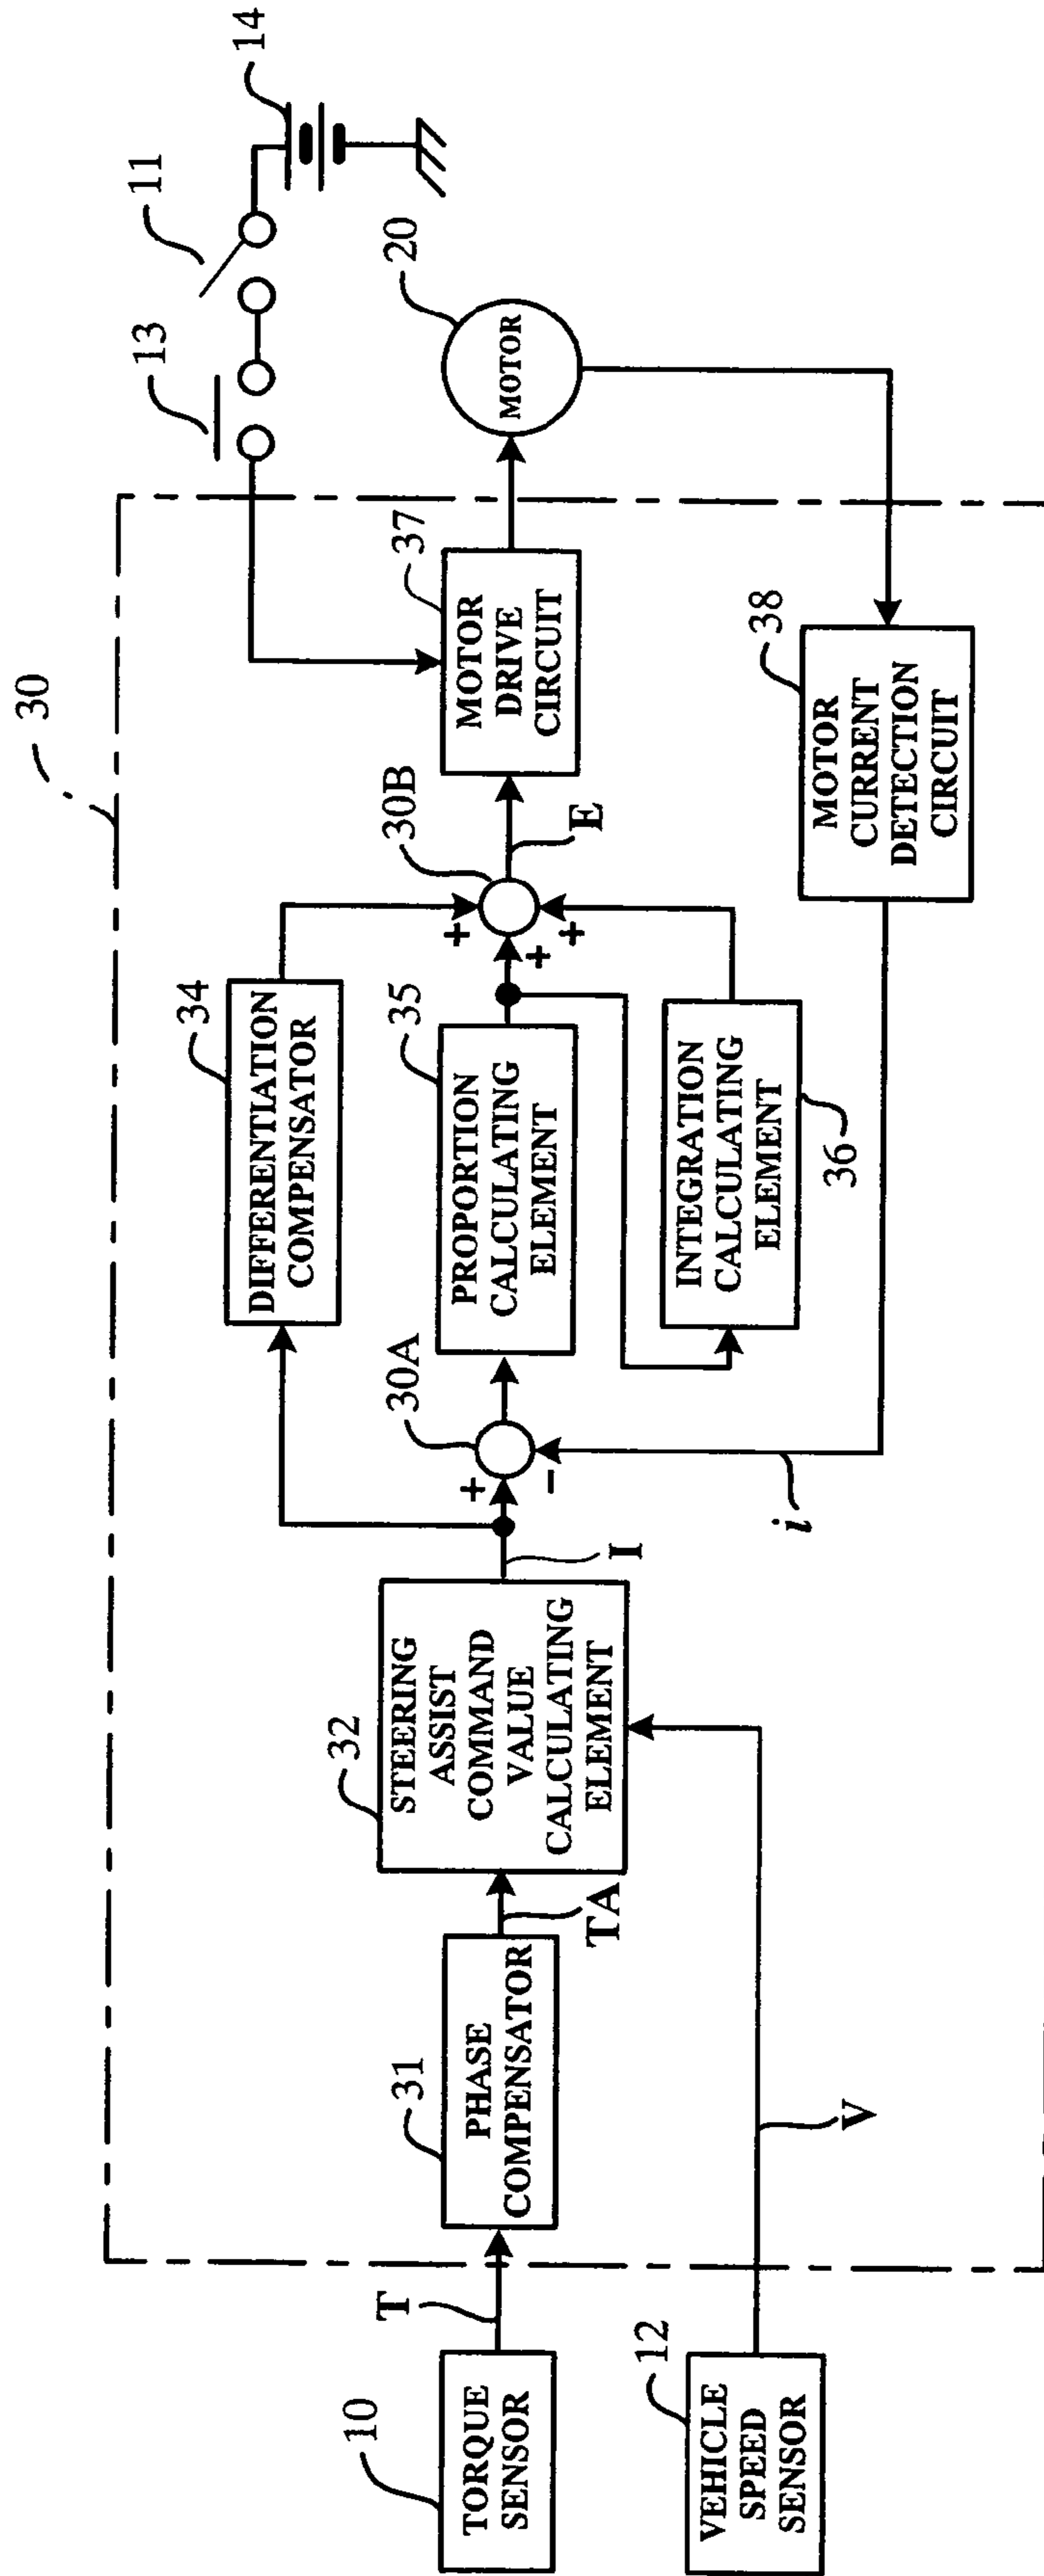 30
14
11
13
20
MOTOR
37
MOTOR
DRIVE
CIRCUIT
38
MOTOR
CURRENT
DETECTION
CIRCUIT
30B
E
+
+
+
34
DIFFERENTIATION
COMPENSATOR
35
PROPORTION
CALCULATING
ELEMENT
INTEGRATION
CALCULATING
ELEMENT
36
30A
+
-
i
I
32
STEERING
ASSIST
COMMAND
VALUE
CALCULATING
ELEMENT
TA
31
PHASE
COMPENSATOR
V
T
10
TORQUE
SENSOR
12
VEHICLE
SPEED
SENSOR